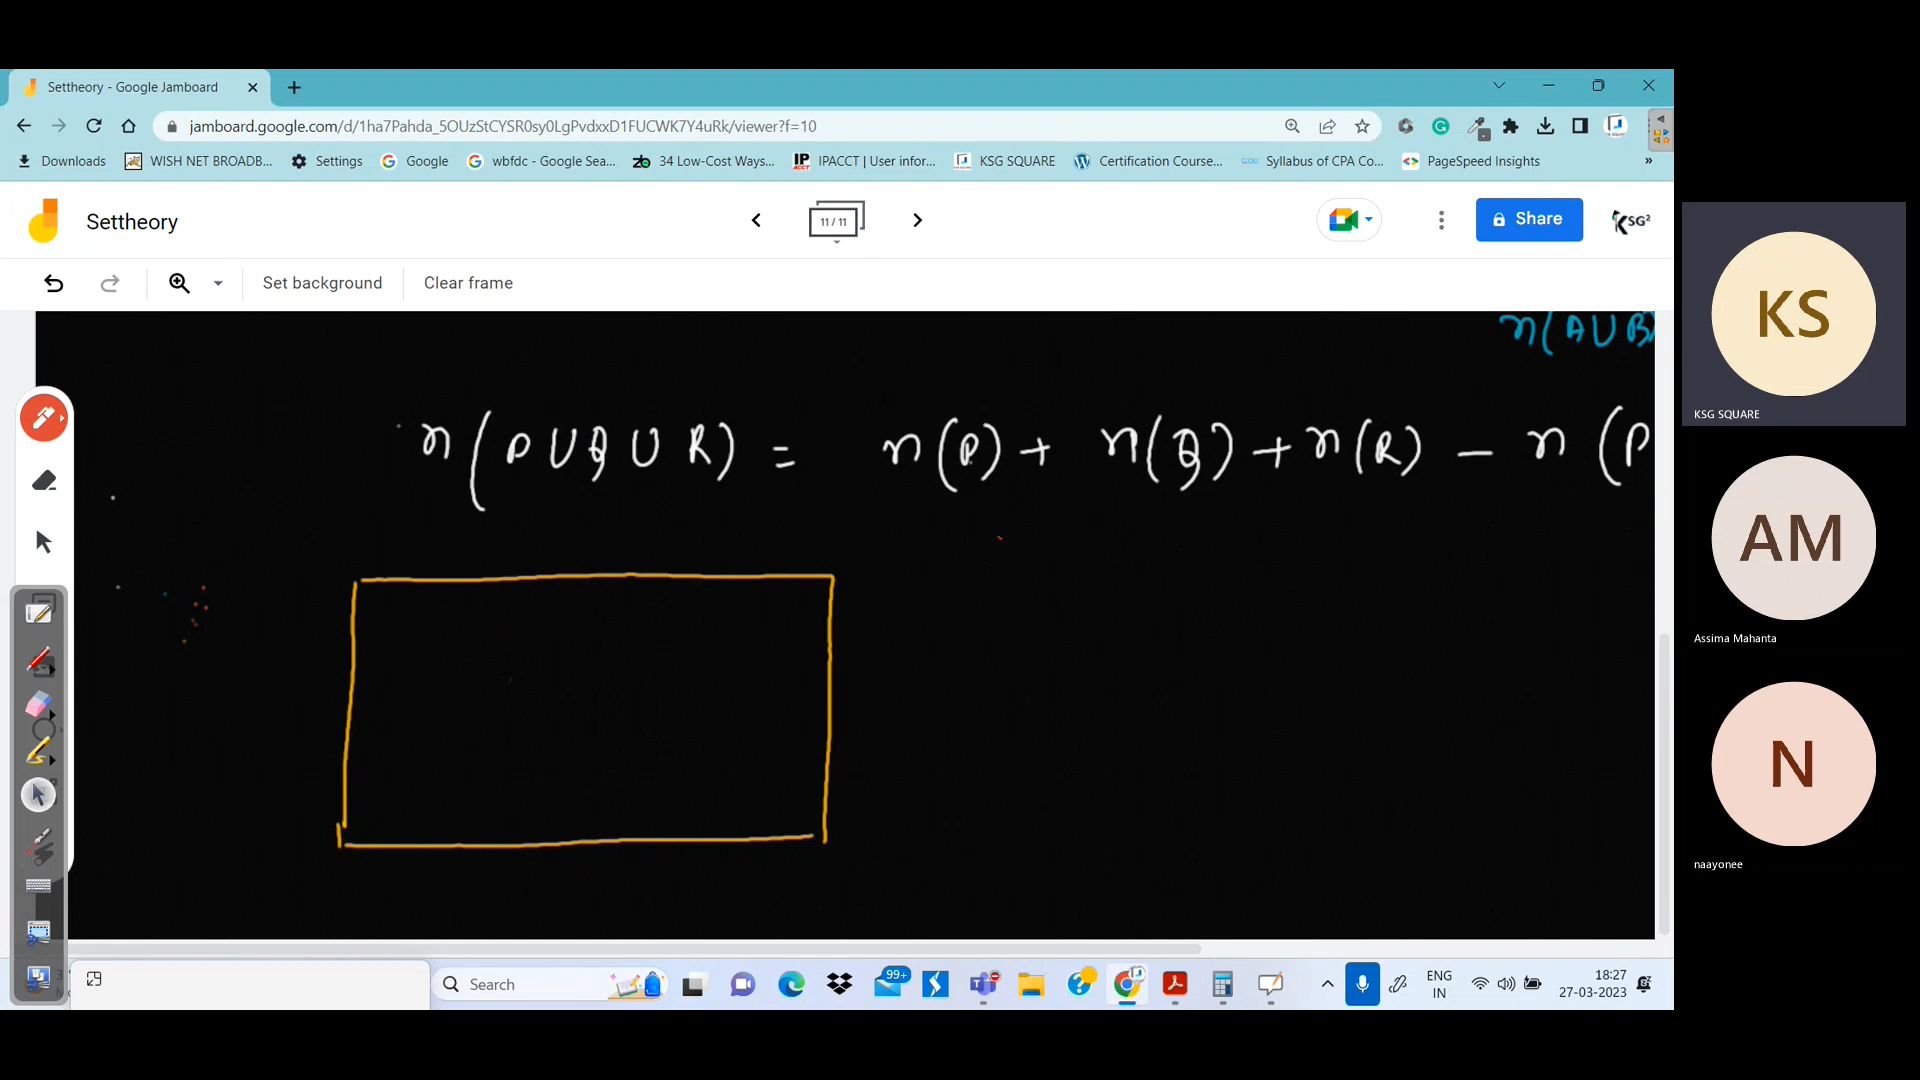 Settheory - Google Jamboard
jamboard.google.com/d/1ha7Pahda_5OUzStCYSR0sy0LgPvdxxD1FUCWK7Y4uRk/viewer?f=10
Downloads WISH NET BROADB... Settings Google wbfdc - Google Sea... 34 Low-Cost Ways... IPACCT | User infor... KSG SQUARE Certification Course... Syllabus of CPA Co... PageSpeed Insights »
Settheory 11 / 11 Share KSG²
Set background Clear frame
n(A∪B)
n(P∪Q∪R) = n(P) + n(Q) + n(R) - n(P
KS
KSG SQUARE
AM
Assima Mahanta
N
naayonee
Search 99+ ENG IN 18:27 27-03-2023